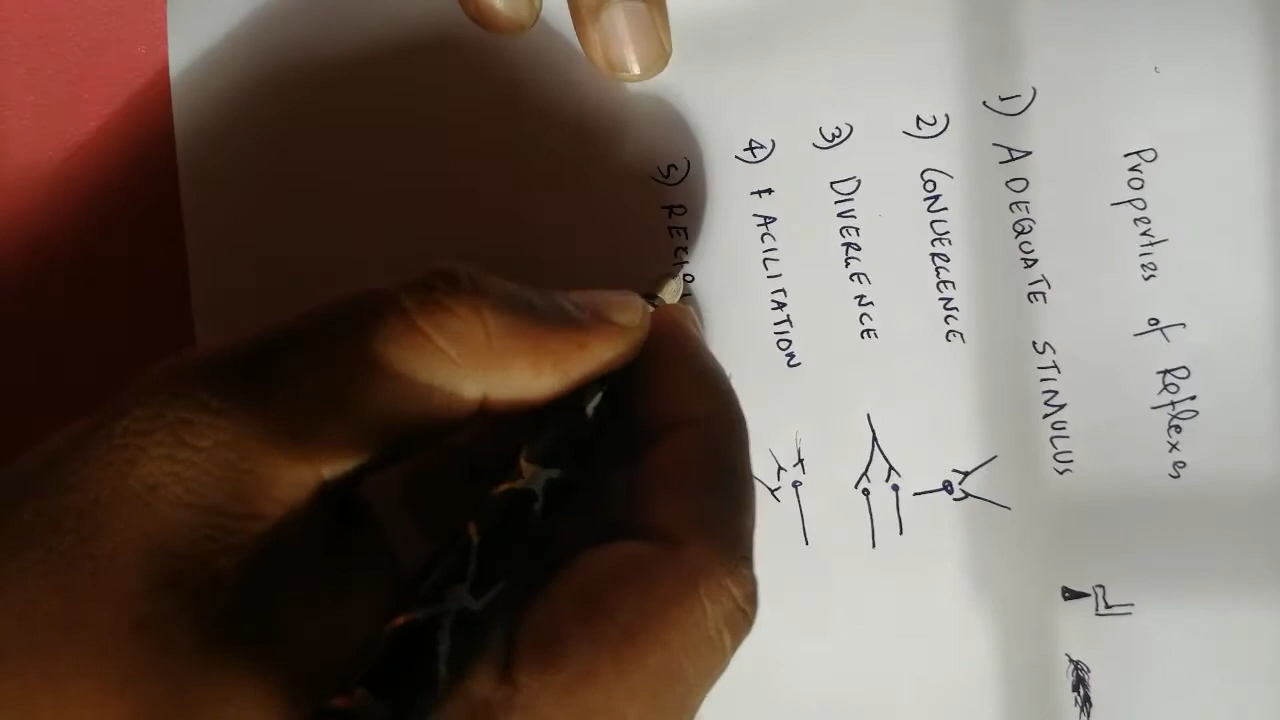 Properties of Reflexes
1) ADEQUATE STIMULUS
2) CONVERGENCE
3) DIVERGENCE
4) FACILITATION
5)